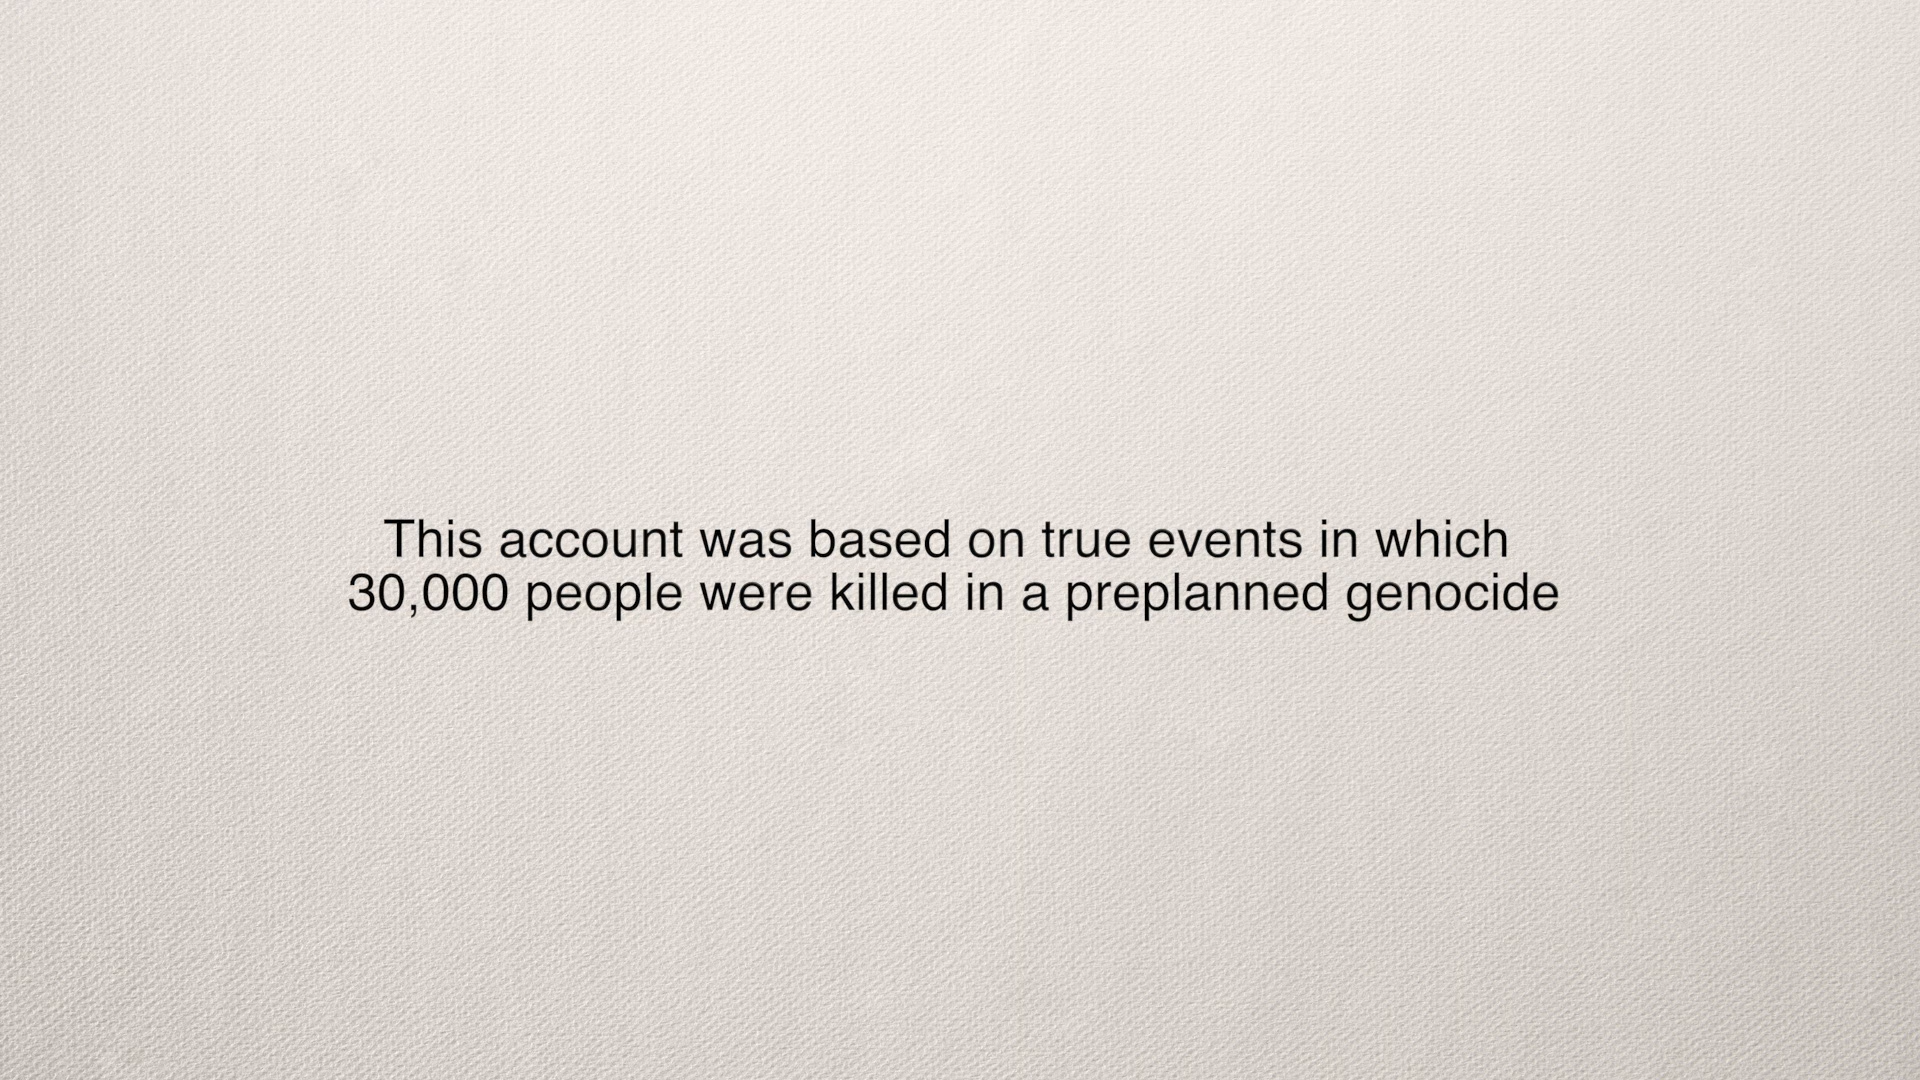 This account was based on true events in which
30,000 people were killed in a preplanned genocide